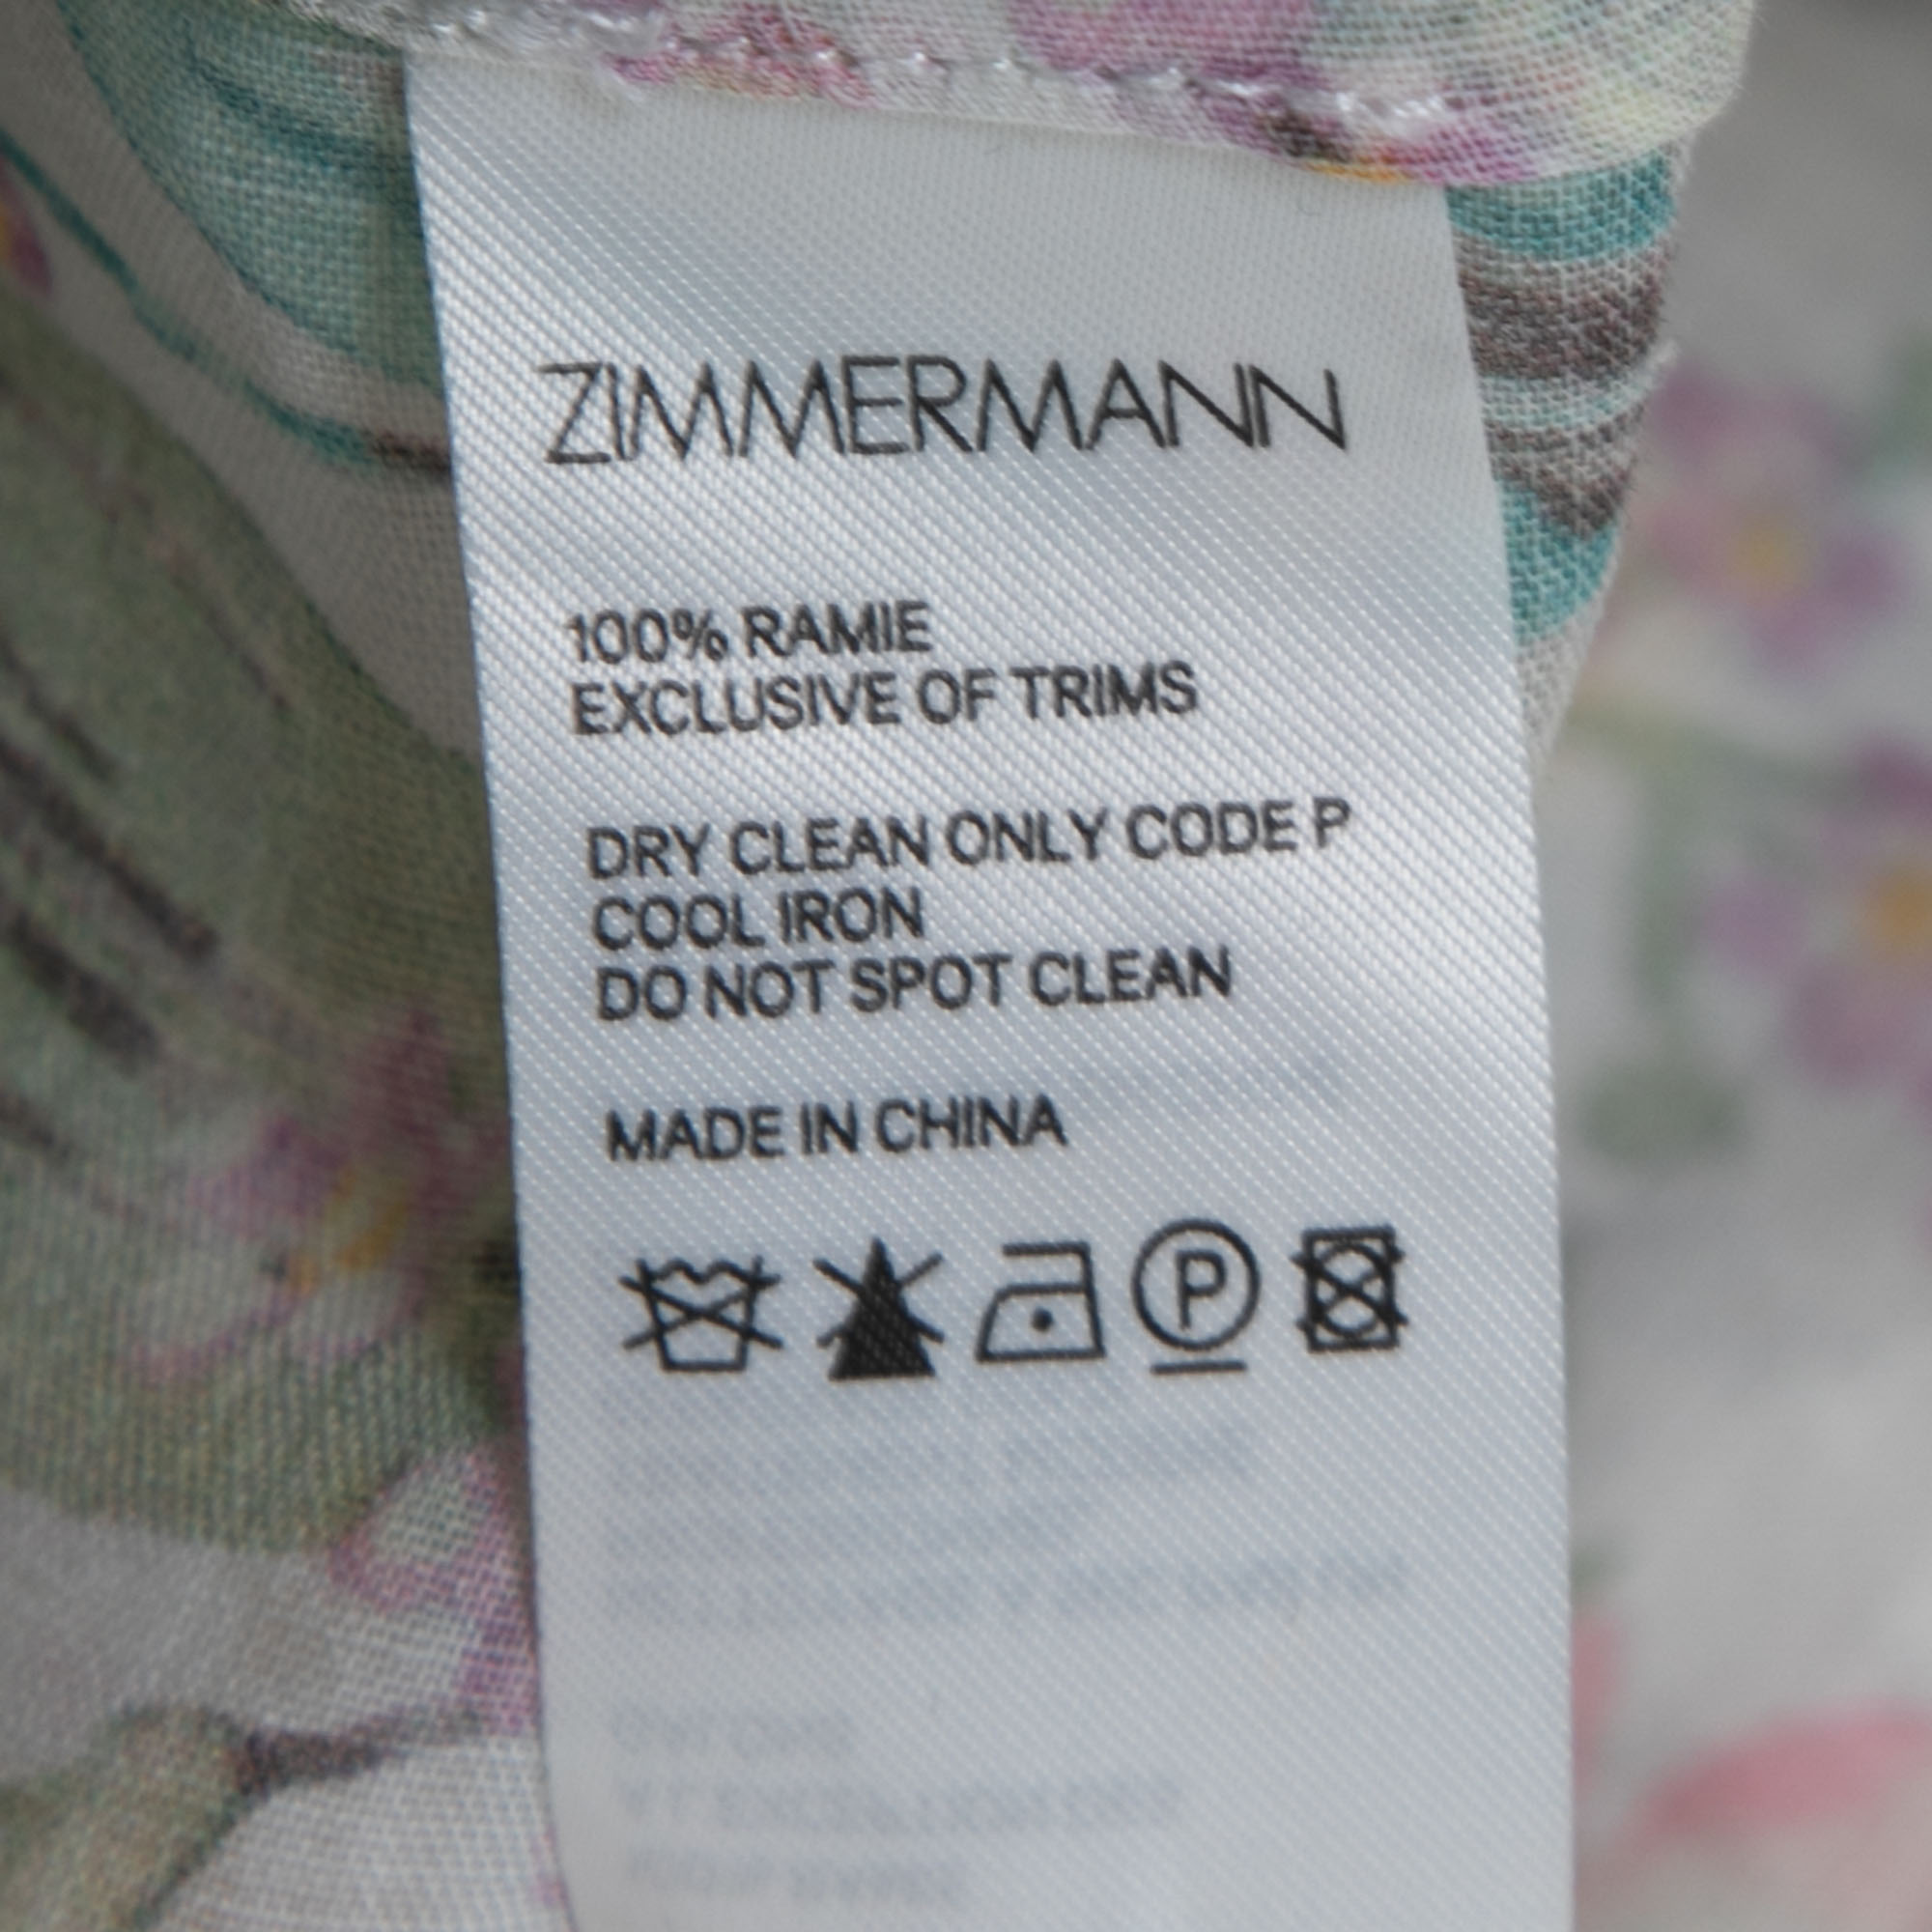 ZIMMERMANN
100% RAMIE
EXCLUSIVE OF TRIMS
DRY CLEAN ONLY CODE P
COOL IRON
DO NOT SPOT CLEAN
MADE IN CHINA
P